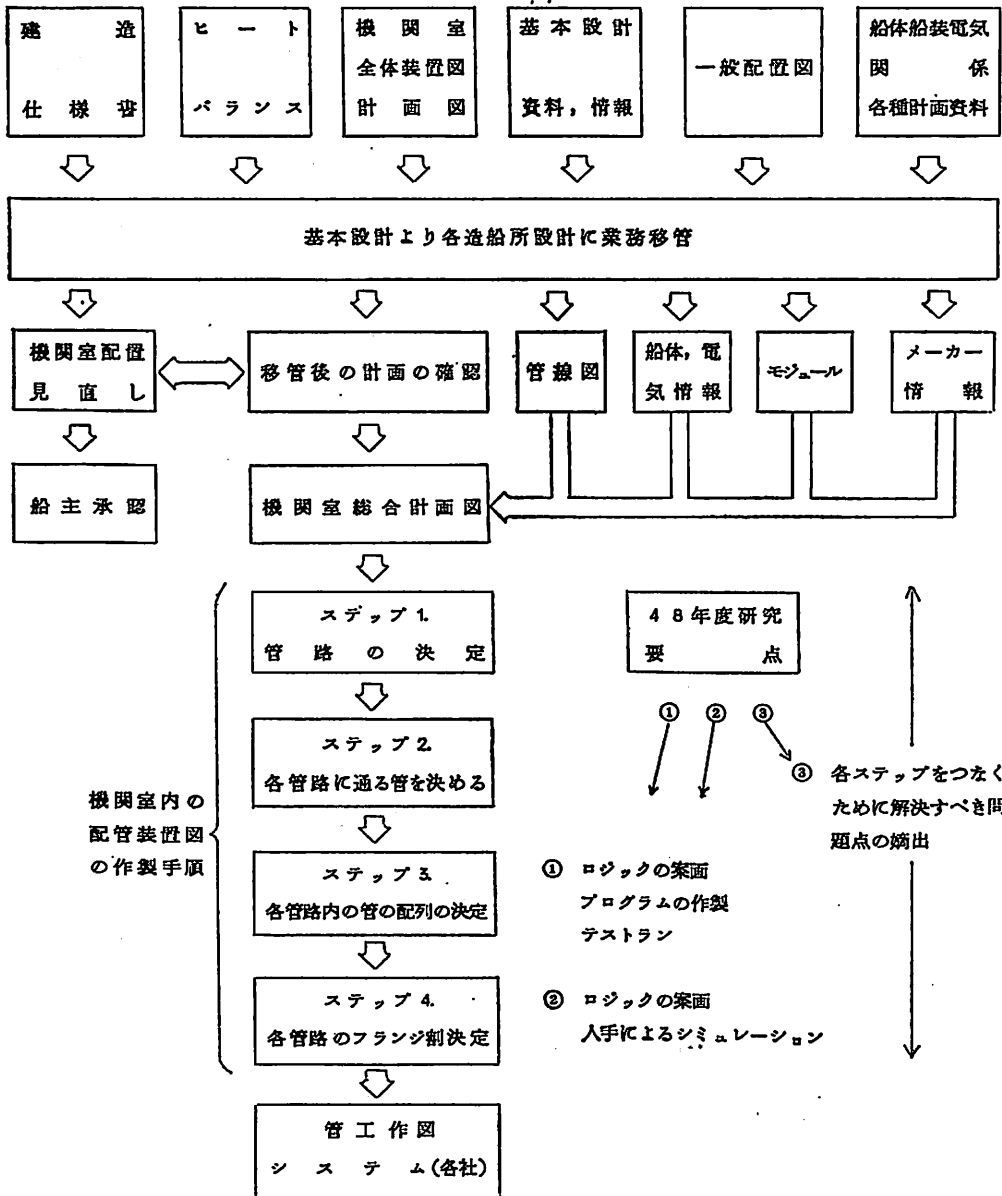 建造
仕様書
ヒート
バランス
機関室
全体装置図
計画図
基本設計
資料,情報
一般配置図
船体船装電気
関係
各種計画資料
基本設計より各造船所設計に業務移管
機関室配置
見直し
移管後の計画の確認
管線図
船体,電
気情報
モジュール
メーカー
情報
船主承認
機関室総合計画図
ステップ1.
管路の決定
48年度研究
要点
① ② ③
ステップ2.
各管路に通る管を決める
③ 各ステップをつなぐ
ために解決すべき問
題点の摘出
機関室内の
配管装置図
の作製手順
ステップ3.
各管路内の管の配列の決定
① ロジックの案画
プログラムの作製
テストラン
ステップ4.
各管路のフランジ割決定
② ロジックの案画
人手によるシミュレーション
管工作図
システム(各社)